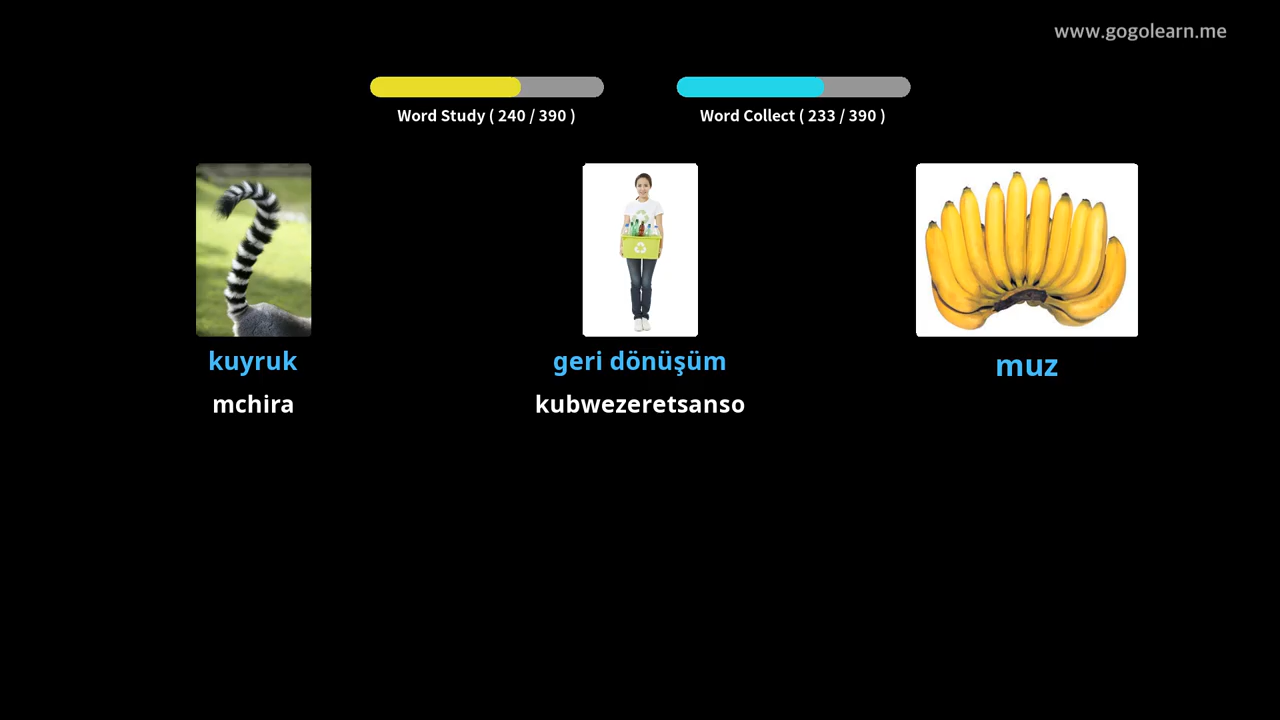 www.gogolearn.me
Word Study ( 240 / 390 )
Word Collect ( 233 / 390 )
kuyruk
mchira
geri dönüşüm
kubwezeretsanso
muz